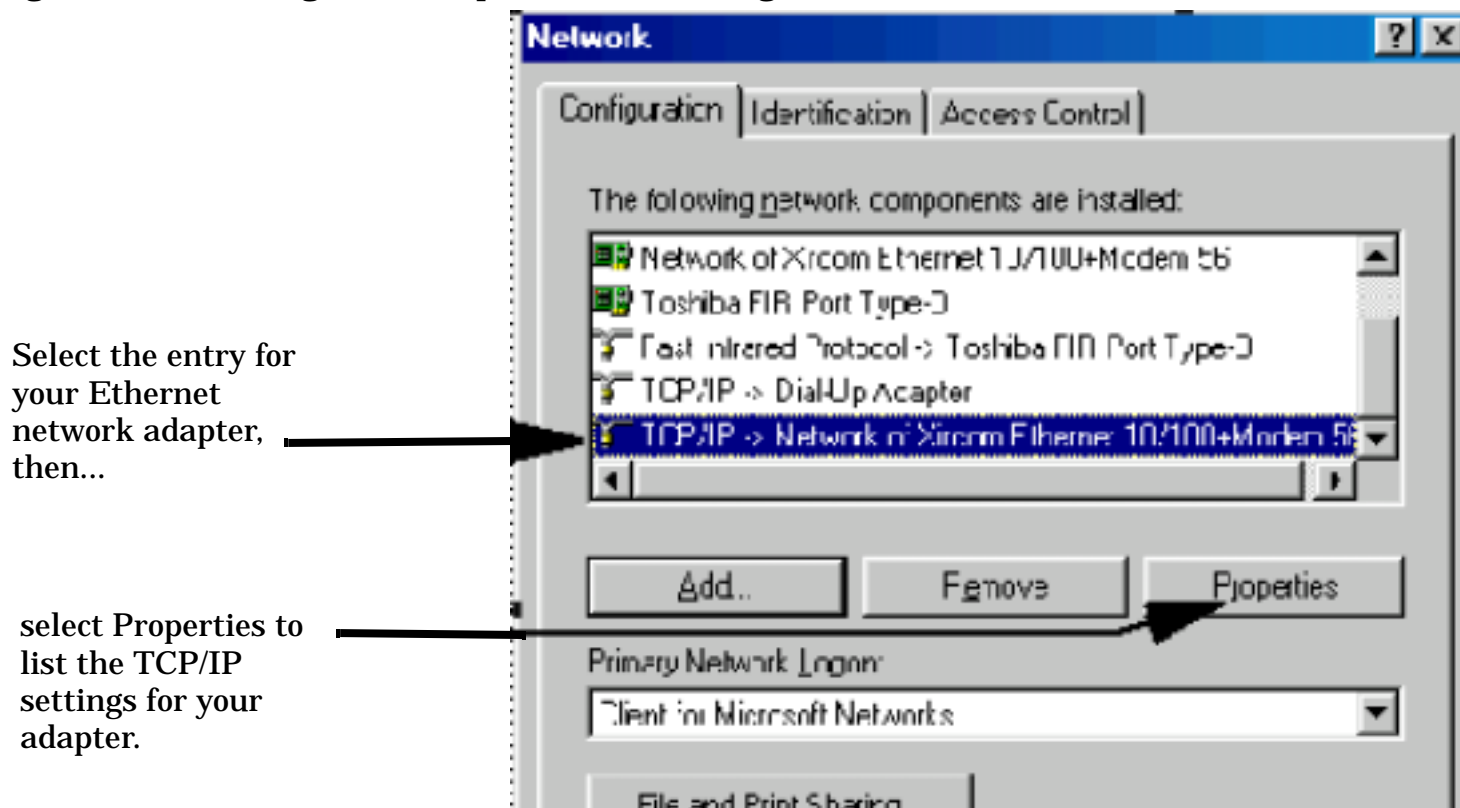 Network
Configuration Identification Access Control
The following network components are installed:
Network of Xircom Ethernet 10/100+Modem 56
Toshiba FIR Port Type-O
Fast Infrared Protocol -> Toshiba FIR Port Type-O
TCP/IP -> Dial-Up Adapter
TCP/IP -> Network of Xircom Ethernet 10/100+Modem 56
Select the entry for
your Ethernet
network adapter,
then...
Add... Remove Properties
select Properties to
list the TCP/IP
settings for your
adapter.
Primary Network Logon:
Client for Microsoft Networks
File and Print Sharing...